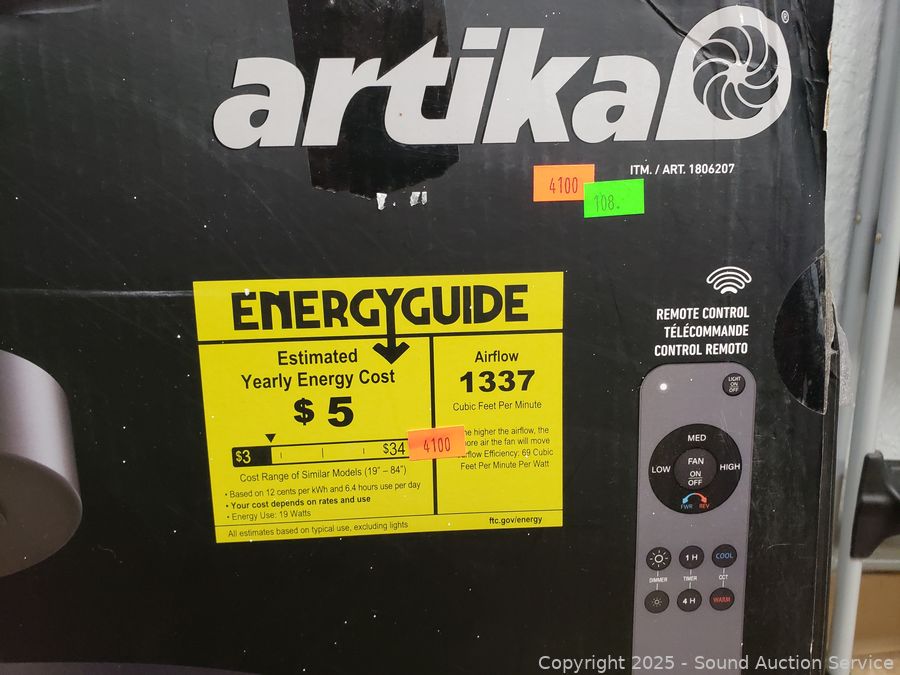 artika®
ITM. / ART. 1806207
4100
108.
ENERGYGUIDE
Estimated
Yearly Energy Cost
$ 5
$3
$34
Cost Range of Similar Models (19" – 84")
• Based on 12 cents per kWh and 6.4 hours use per day
• Your cost depends on rates and use
• Energy Use: 19 Watts
All estimates based on typical use, excluding lights
Airflow
1337
Cubic Feet Per Minute
he higher the airflow, the
ore air the fan will move
rflow Efficiency: 69 Cubic
Feet Per Minute Per Watt
4100
ftc.gov/energy
REMOTE CONTROL
TÉLÉCOMMANDE
CONTROL REMOTO
LIGHT
ON
OFF
MED
LOW
FAN
ON
OFF
HIGH
FWR REV
1 H COOL
DIMMER TIMER CCT
4 H WARM
Copyright 2025 - Sound Auction Service